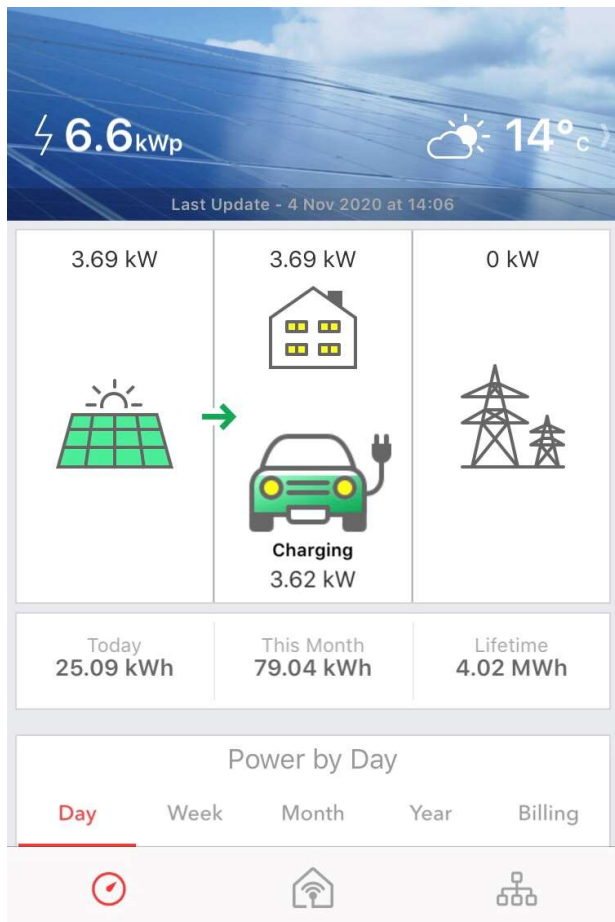 6.6kWp
14°c
Last Update - 4 Nov 2020 at 14:06
3.69 kW
3.69 kW
0 kW
Charging
3.62 kW
Today
25.09 kWh
This Month
79.04 kWh
Lifetime
4.02 MWh
Power by Day
Day Week Month Year Billing